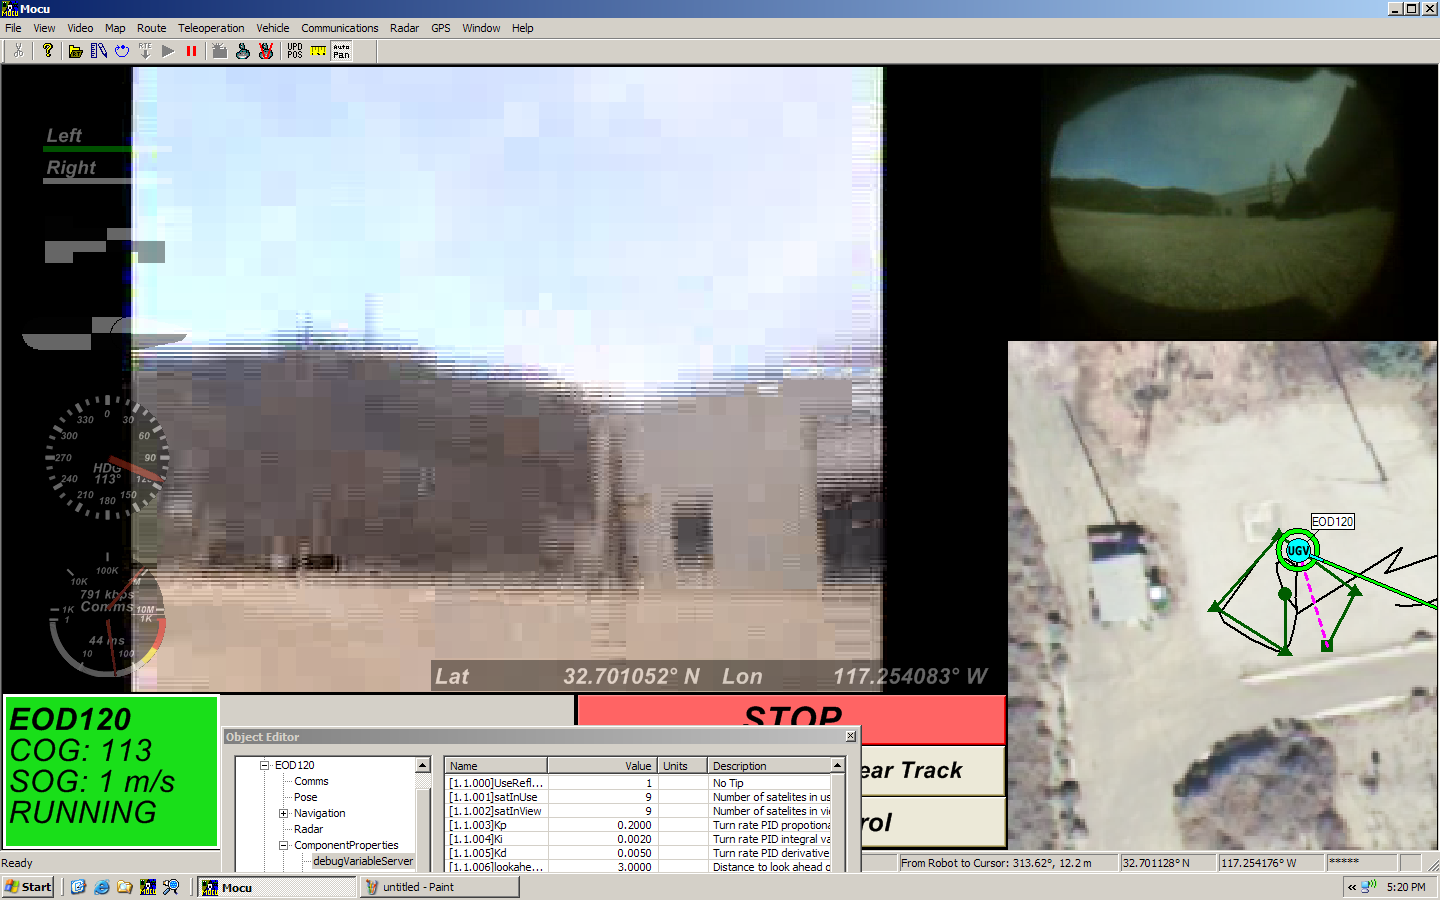 Mocu
File View Video Map Route Teleoperation Vehicle Communications Radar GPS Window Help
RTE
UPD POS
Auto Pan
Left
Right
330 0 30
300 60
270 90
HDG
113°
240 12
210 180 150
100K
10K M
791 kbps
Comms
1K 10M
1 1K
44 ms
10 100
Lat 32.701052° N Lon 117.254083° W
EOD120
UGV
EOD120
COG: 113
SOG: 1 m/s
RUNNING
STOP
ear Track
rol
Object Editor
EOD120
Comms
Pose
Navigation
Radar
ComponentProperties
debugVariableServer
Name Value Units Description
[1.1.000]UseRefl... 1 No Tip
[1.1.001]satInUse 9 Number of satelites in us
[1.1.002]satInView 9 Number of satelites in vi
[1.1.003]Kp 0.2000 Turn rate PID propotiona
[1.1.004]Ki 0.0020 Turn rate PID integral va
[1.1.005]Kd 0.0050 Turn rate PID derivative
[1.1.006]lookahe... 3.0000 Distance to look ahead o
Ready
From Robot to Cursor: 313.62°, 12.2 m 32.701128° N 117.254176° W *****
Start Mocu untitled - Paint « 5:20 PM